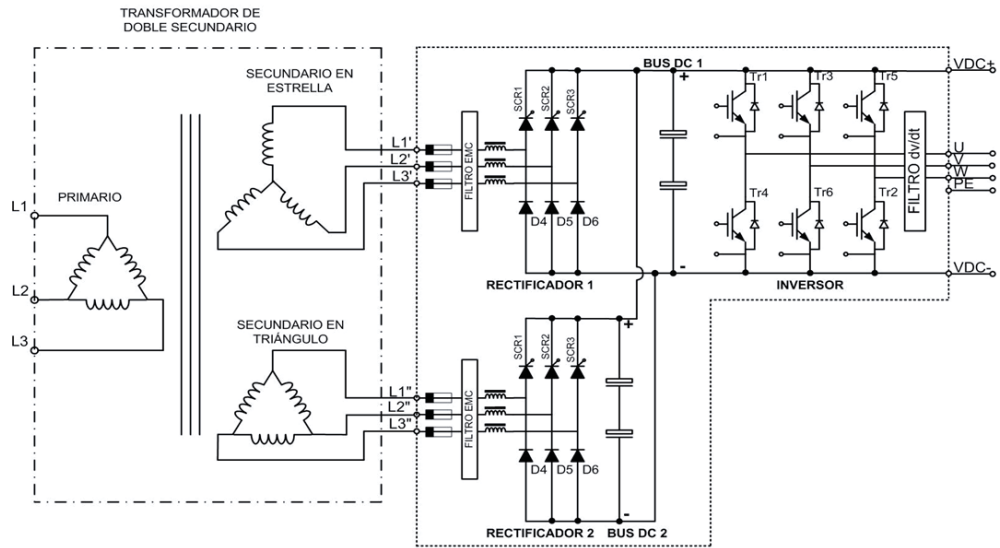 TRANSFORMADOR DE
DOBLE SECUNDARIO
SECUNDARIO EN
ESTRELLA
PRIMARIO
L1
L2
L3
SECUNDARIO EN
TRIÁNGULO
L1'
L2'
L3'
FILTRO EMC
SCR1
SCR2
SCR3
D4
D5
D6
RECTIFICADOR 1
BUS DC 1
+
-
Tr1
Tr3
Tr5
Tr4
Tr6
Tr2
INVERSOR
FILTRO dv/dt
VDC+
U
V
W
PE
VDC-
L1"
L2"
L3"
FILTRO EMC
SCR1
SCR2
SCR3
D4
D5
D6
+
-
RECTIFICADOR 2
BUS DC 2